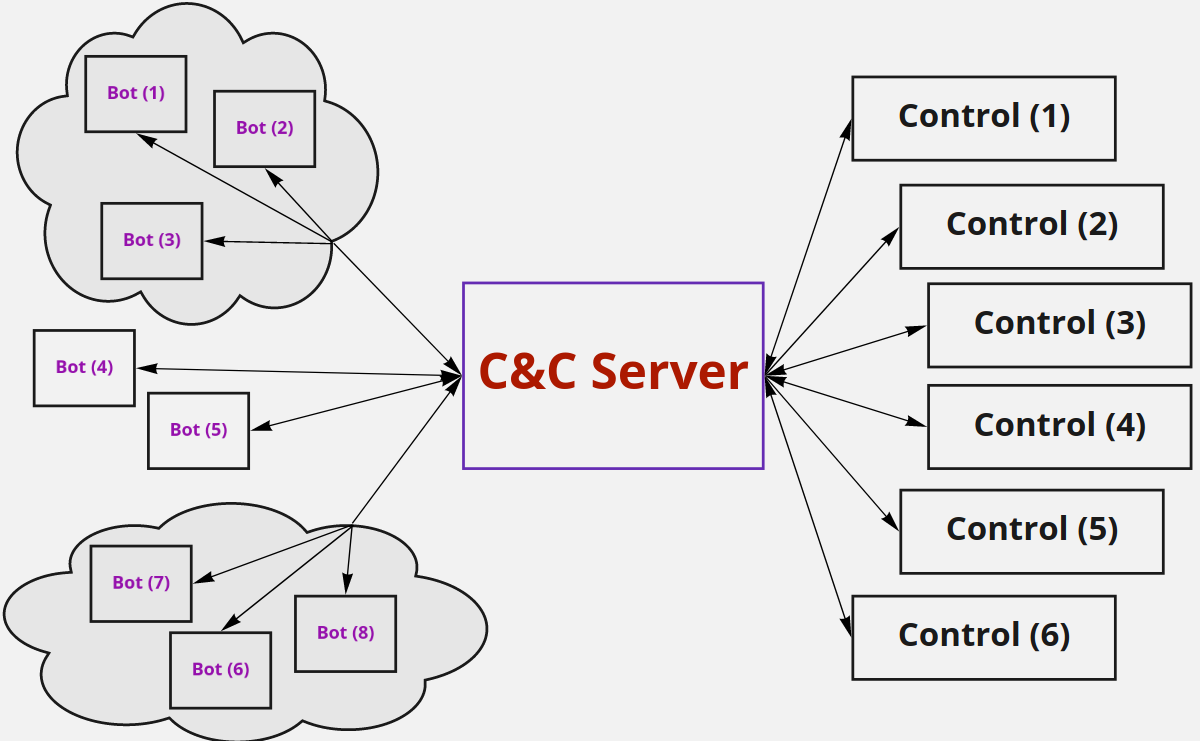 Bot (1)
Bot (2)
Bot (3)
Bot (4)
Bot (5)
Bot (7)
Bot (6)
Bot (8)
C&C Server
Control (1)
Control (2)
Control (3)
Control (4)
Control (5)
Control (6)